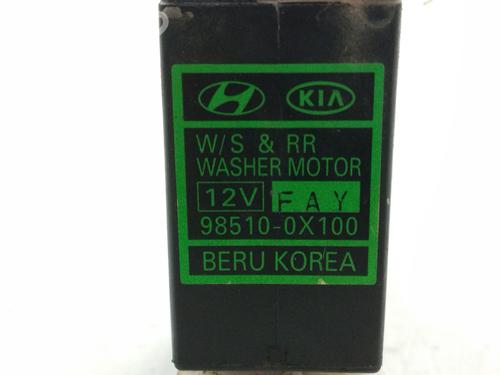 KIA
W/S & RR
WASHER MOTOR
12V FAY
98510-0X100
BERU KOREA